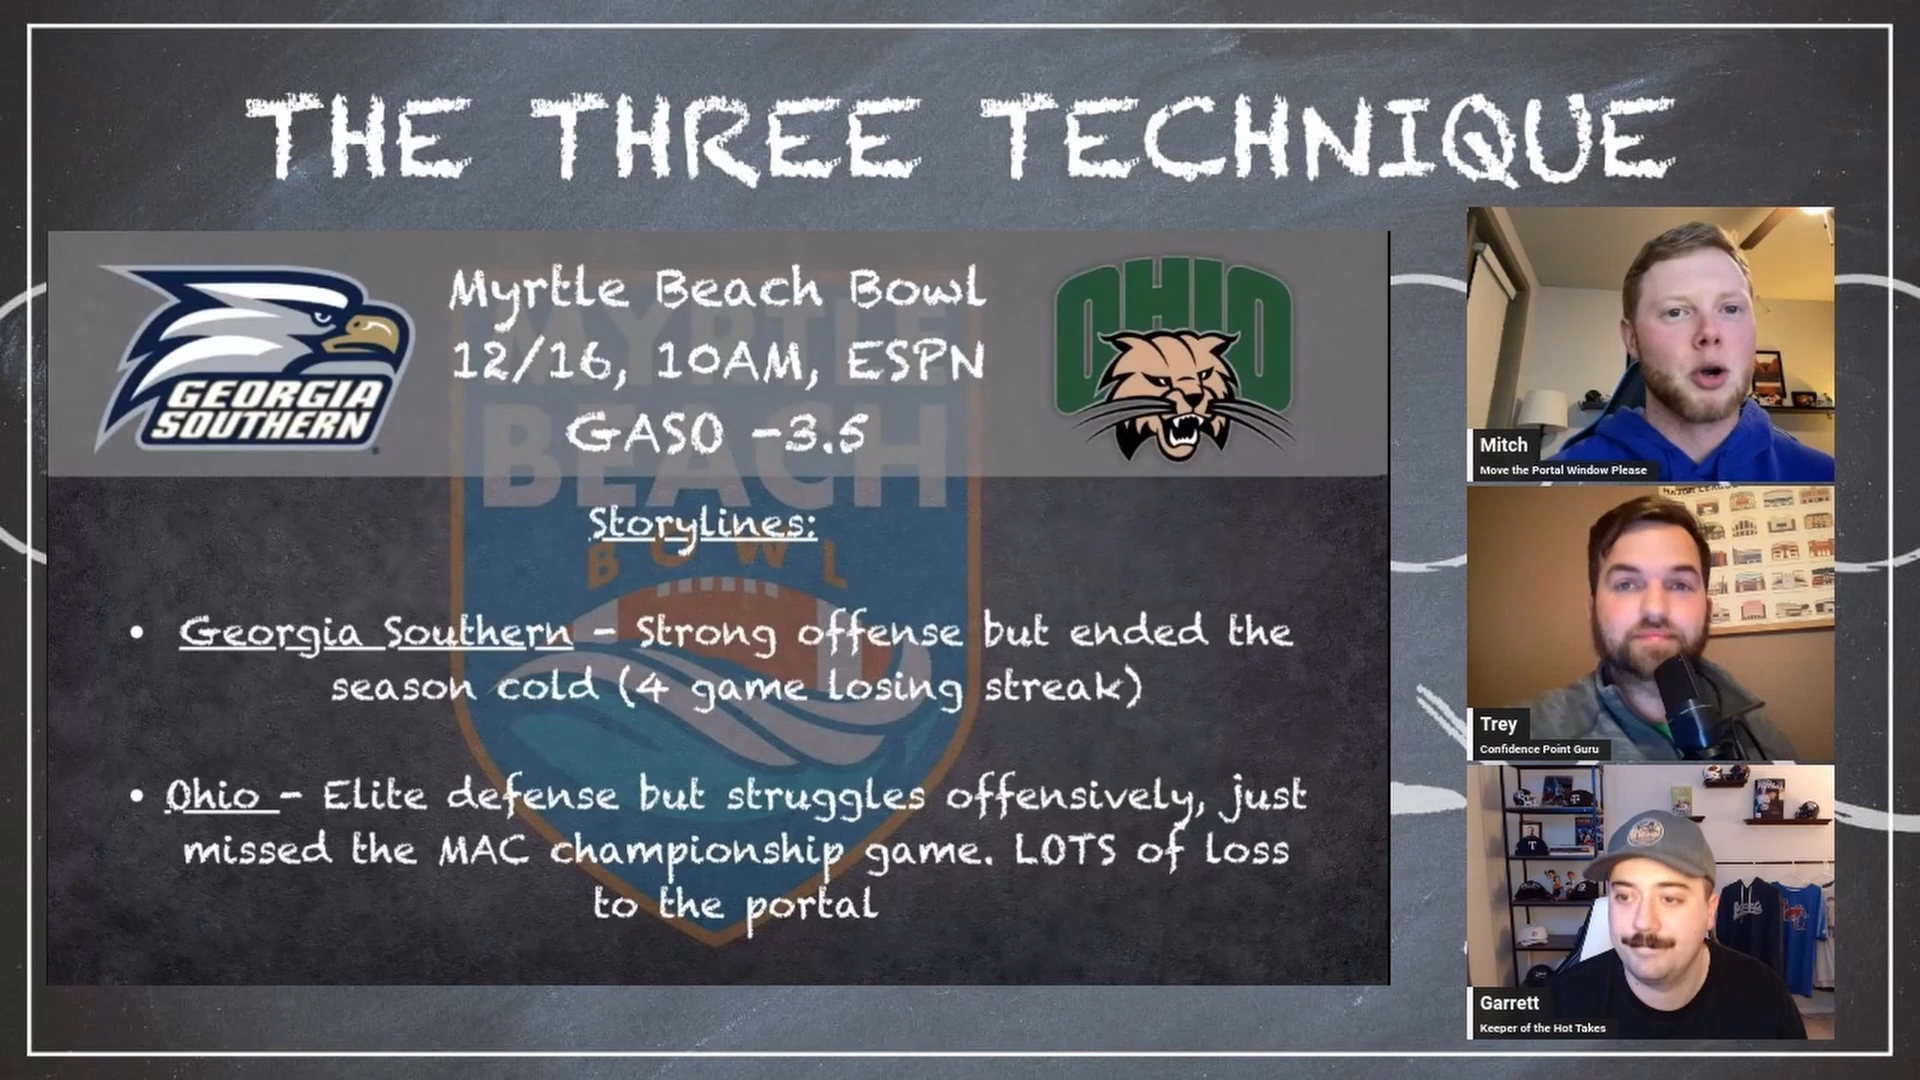 THE THREE TECHNIQUE
GEORGIA
SOUTHERN
Myrtle Beach Bowl
12/16, 10AM, ESPN
GASO -3.5
OHIO
MYRTLE
BEACH
BOWL
Storylines:
• Georgia Southern - Strong offense but ended the
season cold (4 game losing streak)
• Ohio - Elite defense but struggles offensively, just
missed the MAC championship game. LOTS of loss
to the portal
Mitch
Move the Portal Window Please
Trey
Confidence Point Guru
Garrett
Keeper of the Hot Takes